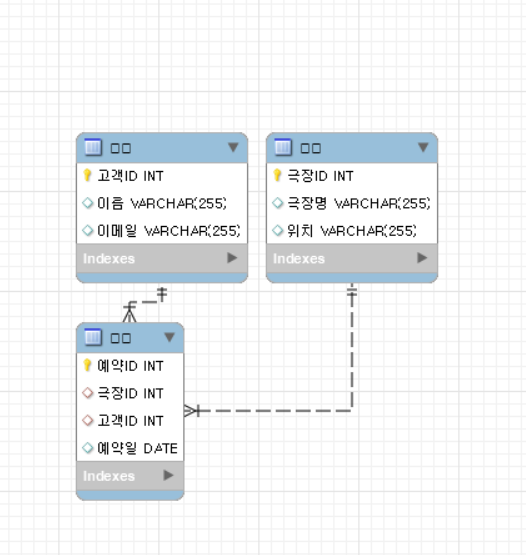 고객ID INT
이름 VARCHAR(255)
이메일 VARCHAR(255)
Indexes
극장ID INT
극장명 VARCHAR(255)
위치 VARCHAR(255)
Indexes
예약ID INT
극장ID INT
고객ID INT
예약일 DATE
Indexes